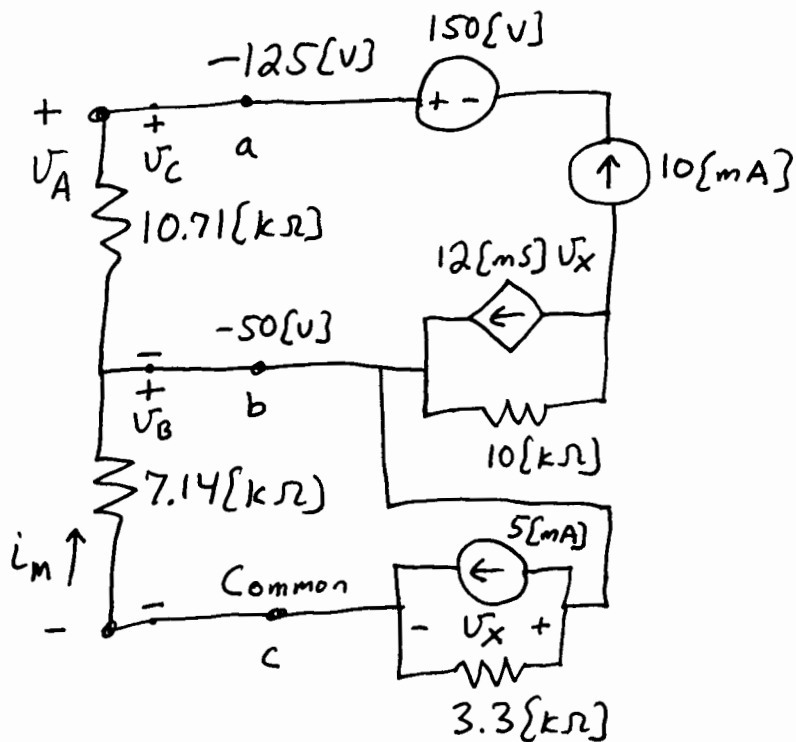 150[V]
-125[V]
+ + + -
v_A v_C a
10[mA]
10.71[kΩ]
12[mS] v_X
-50[V]
-
+
v_B b
10[kΩ]
7.14[kΩ]
5[mA]
i_M
Common
- - - v_X +
c
3.3[kΩ]